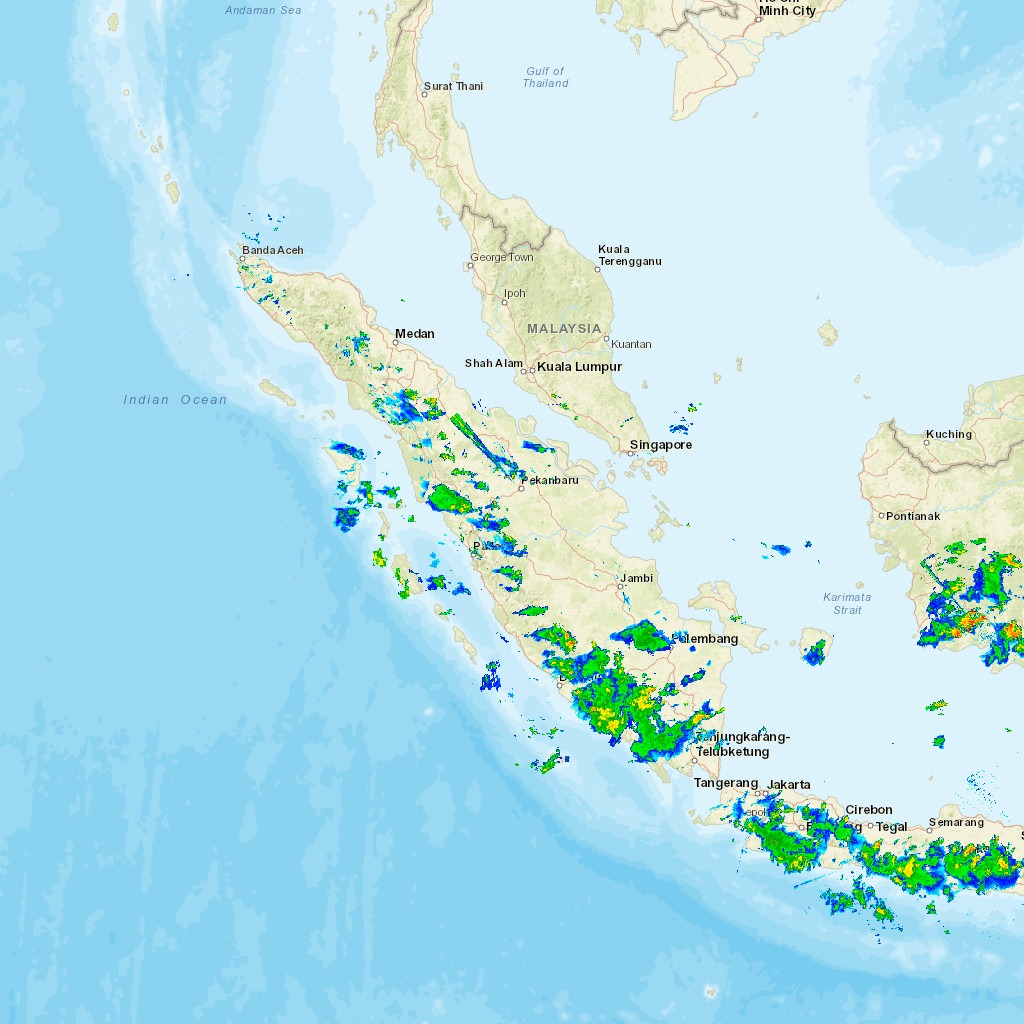 Andaman Sea
Minh City
Gulf of
Thailand
Surat Thani
Banda Aceh
George Town
Kuala
Terengganu
Ipoh
MALAYSIA
Medan
Kuantan
Shah Alam
Kuala Lumpur
Indian Ocean
Kuching
Singapore
Pekanbaru
Pontianak
Jambi
Karimata
Strait
Telubketung
Tangerang
Jakarta
Cirebon
Tegal
Semarang